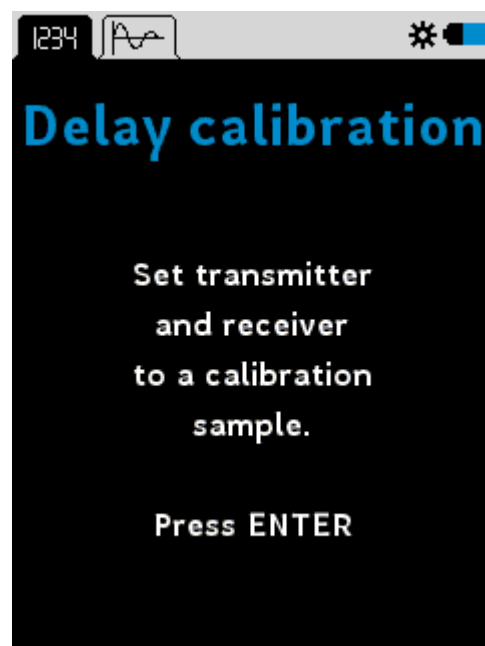 1234
Delay calibration
Set transmitter
and receiver
to a calibration
sample.
Press ENTER